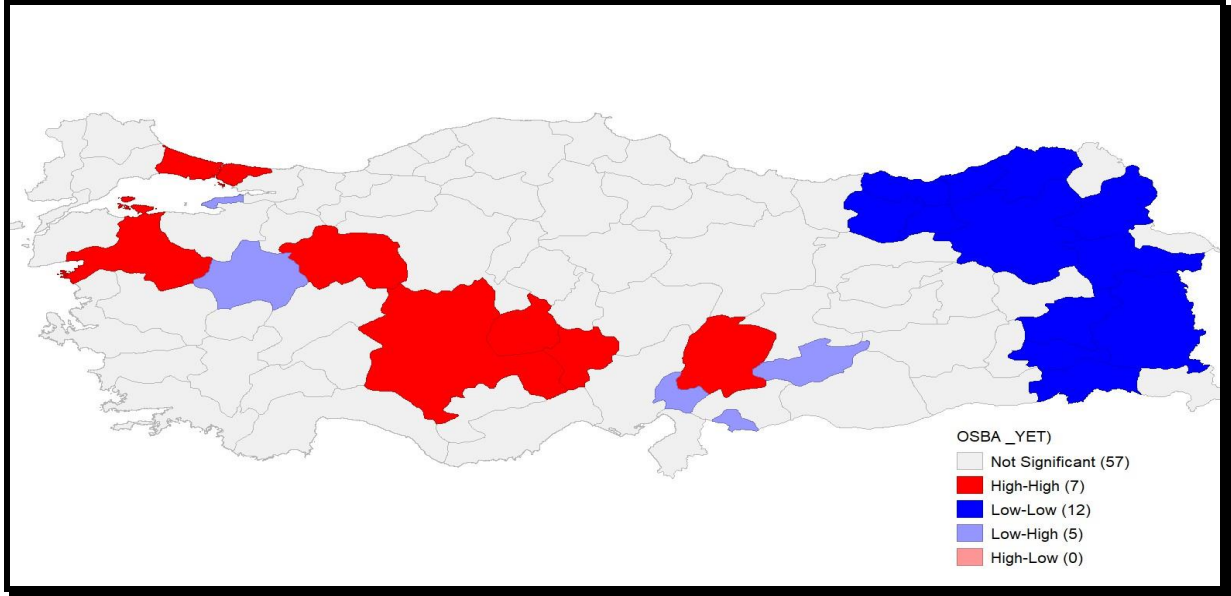 OSBA _YET)
Not Significant (57)
High-High (7)
Low-Low (12)
Low-High (5)
High-Low (0)